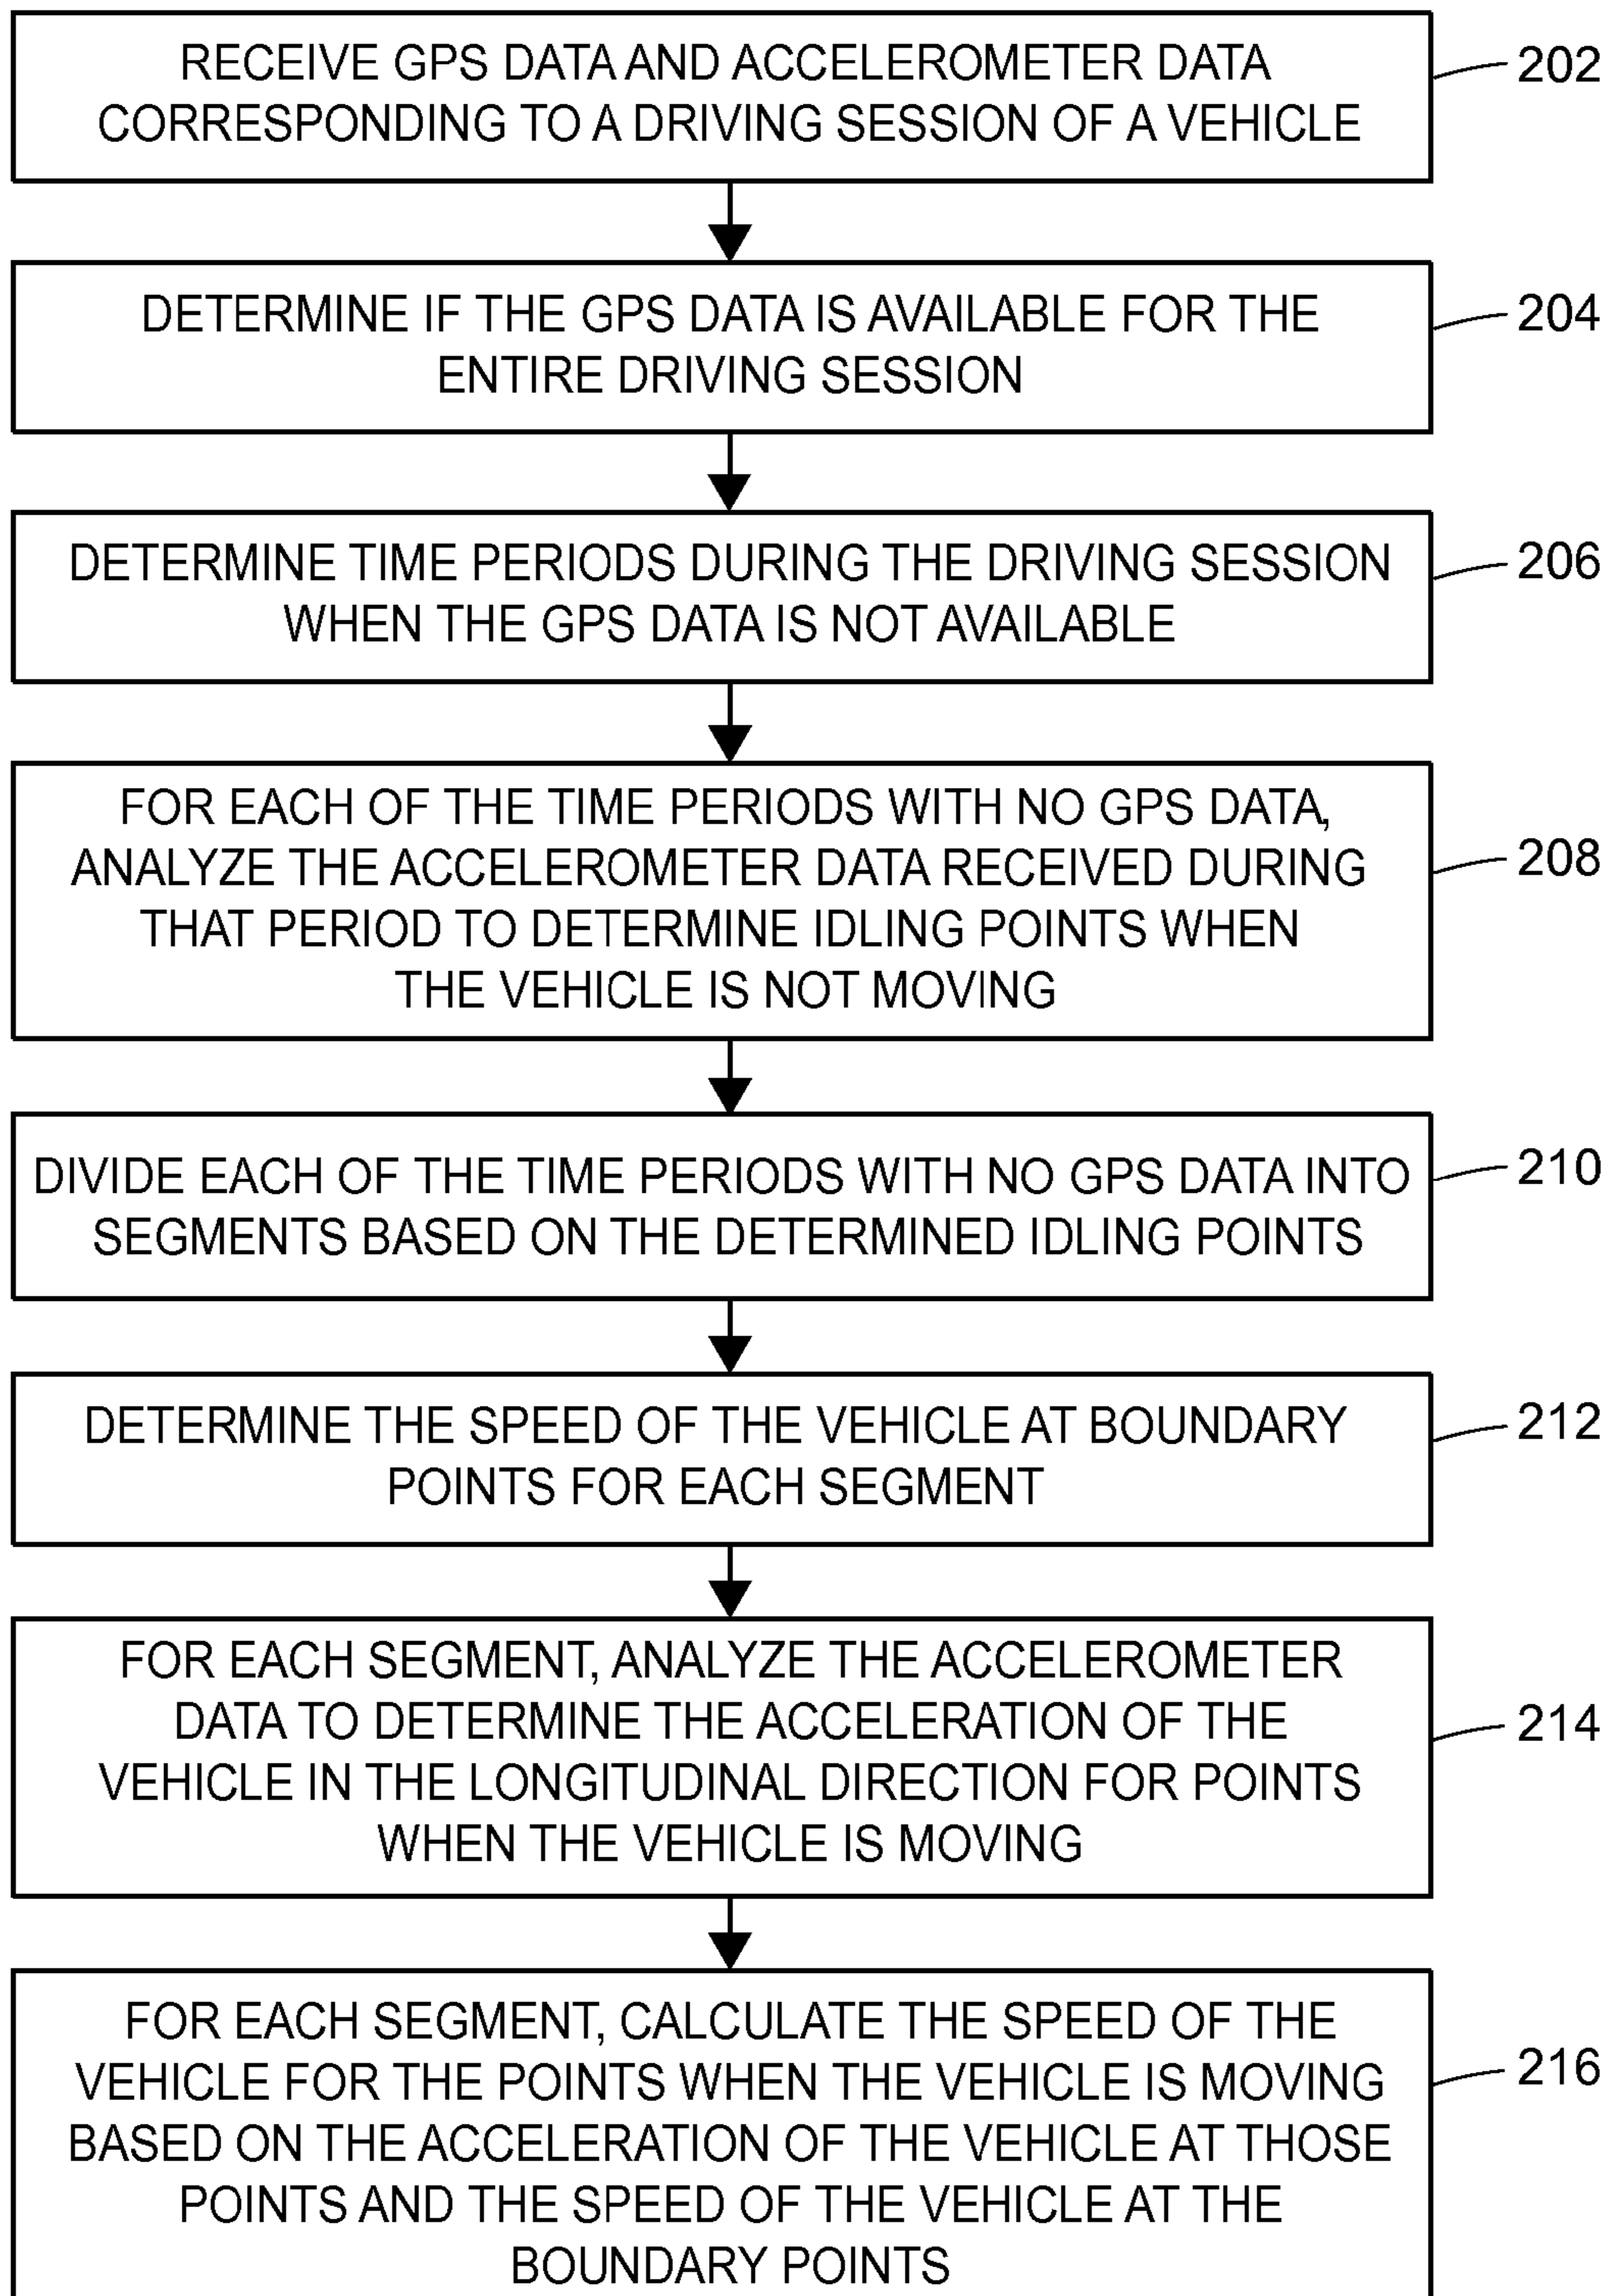 RECEIVE GPS DATA AND ACCELEROMETER DATA
CORRESPONDING TO A DRIVING SESSION OF A VEHICLE
202
DETERMINE IF THE GPS DATA IS AVAILABLE FOR THE
ENTIRE DRIVING SESSION
204
DETERMINE TIME PERIODS DURING THE DRIVING SESSION
WHEN THE GPS DATA IS NOT AVAILABLE
206
FOR EACH OF THE TIME PERIODS WITH NO GPS DATA,
ANALYZE THE ACCELEROMETER DATA RECEIVED DURING
THAT PERIOD TO DETERMINE IDLING POINTS WHEN
THE VEHICLE IS NOT MOVING
208
DIVIDE EACH OF THE TIME PERIODS WITH NO GPS DATA INTO
SEGMENTS BASED ON THE DETERMINED IDLING POINTS
210
DETERMINE THE SPEED OF THE VEHICLE AT BOUNDARY
POINTS FOR EACH SEGMENT
212
FOR EACH SEGMENT, ANALYZE THE ACCELEROMETER
DATA TO DETERMINE THE ACCELERATION OF THE
VEHICLE IN THE LONGITUDINAL DIRECTION FOR POINTS
WHEN THE VEHICLE IS MOVING
214
FOR EACH SEGMENT, CALCULATE THE SPEED OF THE
VEHICLE FOR THE POINTS WHEN THE VEHICLE IS MOVING
BASED ON THE ACCELERATION OF THE VEHICLE AT THOSE
POINTS AND THE SPEED OF THE VEHICLE AT THE
BOUNDARY POINTS
216